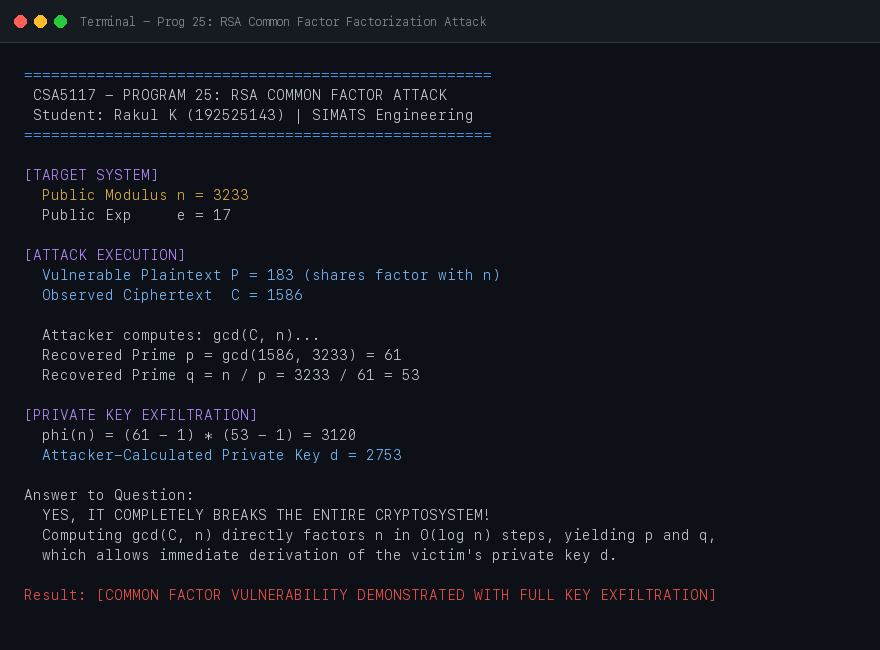 Terminal — Prog 25: RSA Common Factor Factorization Attack
====================================================
CSA5117 — PROGRAM 25: RSA COMMON FACTOR ATTACK
Student: Rakul K (192525143) | SIMATS Engineering
====================================================
[TARGET SYSTEM]
Public Modulus n = 3233
Public Exp     e = 17
[ATTACK EXECUTION]
Vulnerable Plaintext P = 183 (shares factor with n)
Observed Ciphertext  C = 1586
Attacker computes: gcd(C, n)...
Recovered Prime p = gcd(1586, 3233) = 61
Recovered Prime q = n / p = 3233 / 61 = 53
[PRIVATE KEY EXFILTRATION]
phi(n) = (61 - 1) * (53 - 1) = 3120
Attacker-Calculated Private Key d = 2753
Answer to Question:
YES, IT COMPLETELY BREAKS THE ENTIRE CRYPTOSYSTEM!
Computing gcd(C, n) directly factors n in O(log n) steps, yielding p and q,
which allows immediate derivation of the victim's private key d.
Result: [COMMON FACTOR VULNERABILITY DEMONSTRATED WITH FULL KEY EXFILTRATION]